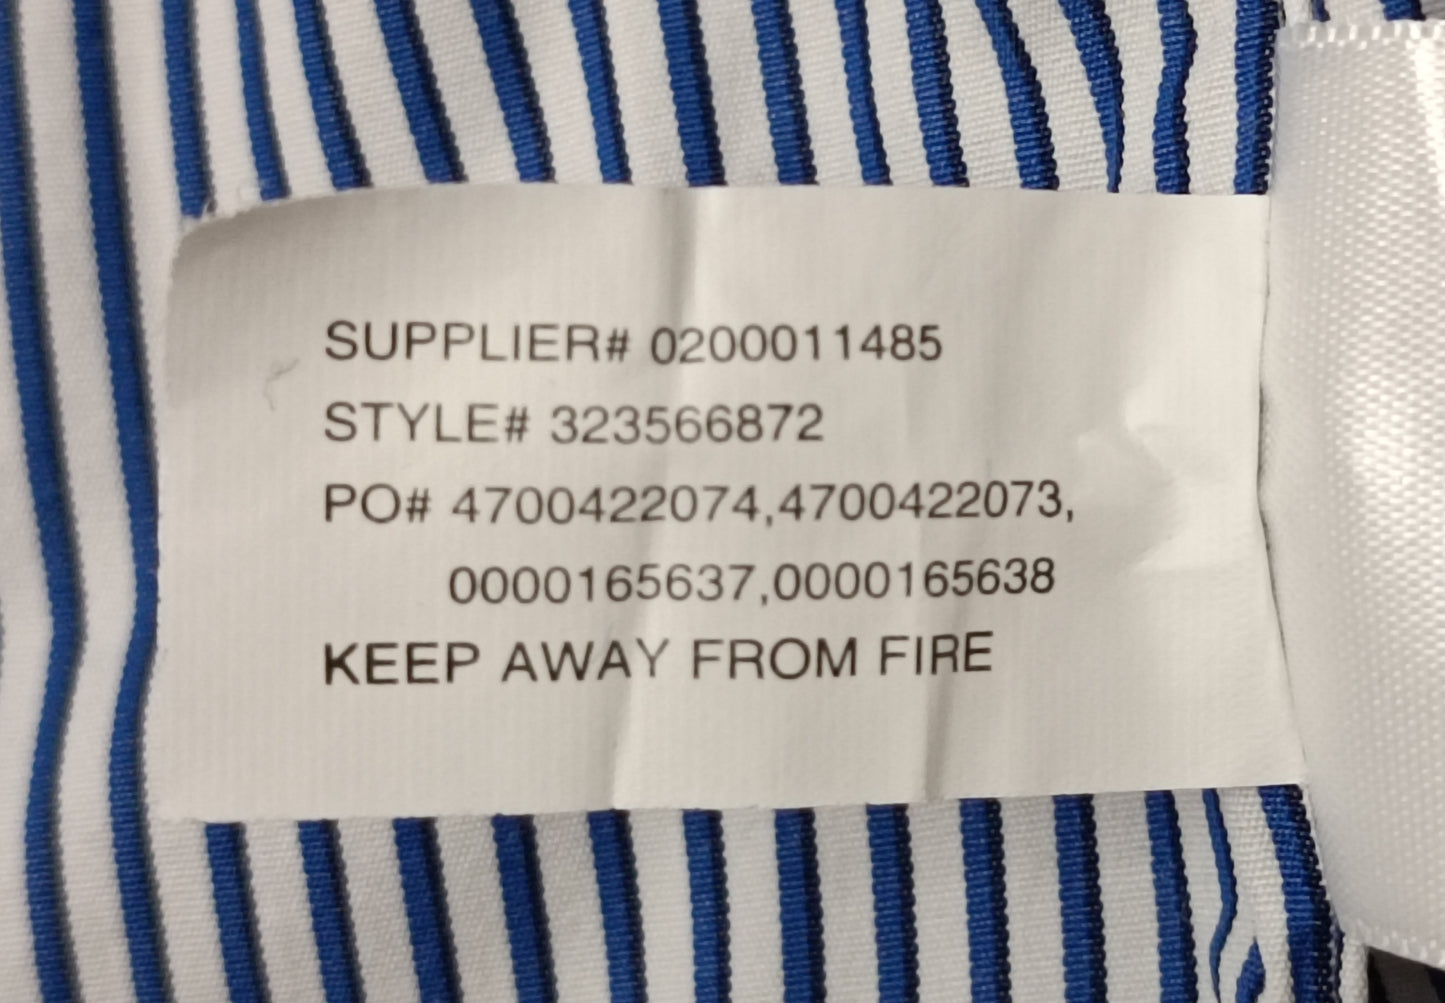 SUPPLIER# 0200011485
STYLE# 323566872
PO# 4700422074,4700422073,
0000165637,0000165638
KEEP AWAY FROM FIRE